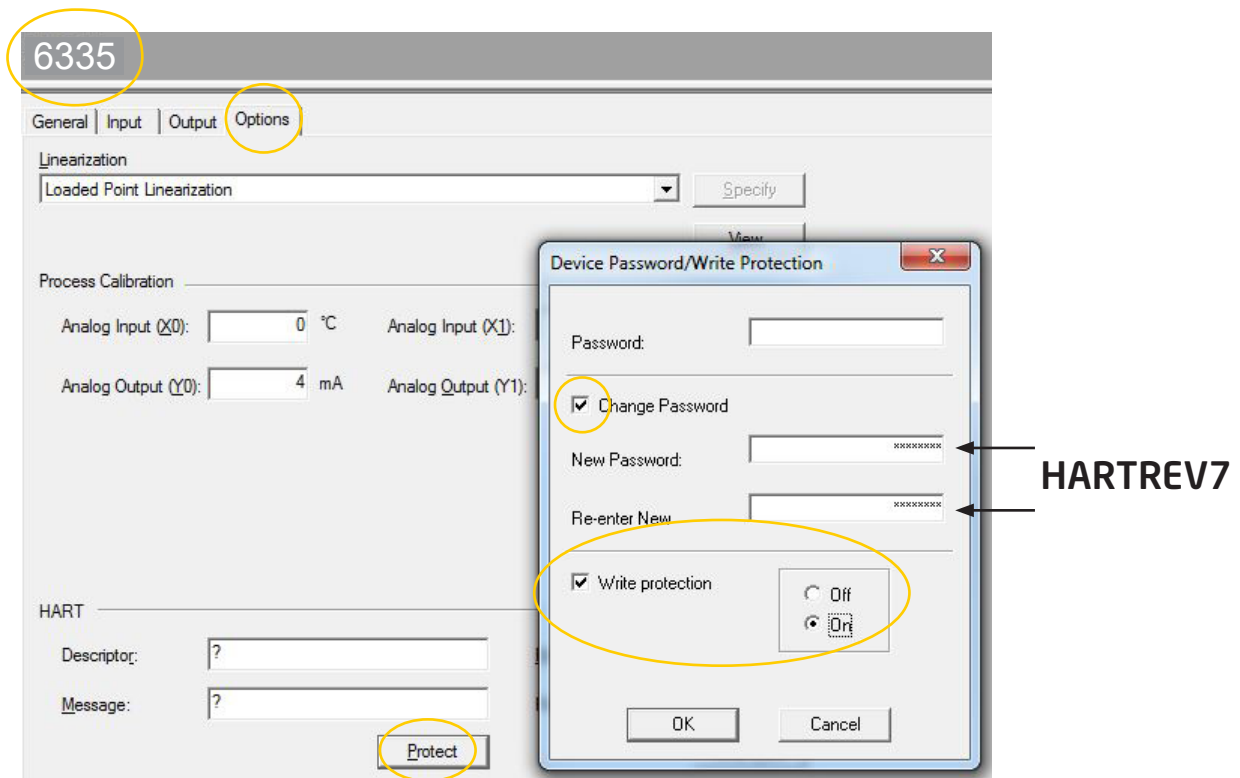 6335
General Input Output Options
Linearization
Loaded Point Linearization
Specify
View
Process Calibration
Analog Input (X0): 0 °C Analog Input (X1):
Analog Output (Y0): 4 mA Analog Output (Y1):
HART
Descriptor: ?
Message: ?
Protect
Device Password/Write Protection
Password:
Change Password
New Password: ********
Re-enter New ********
Write protection
Off
On
OK Cancel
HARTREV7